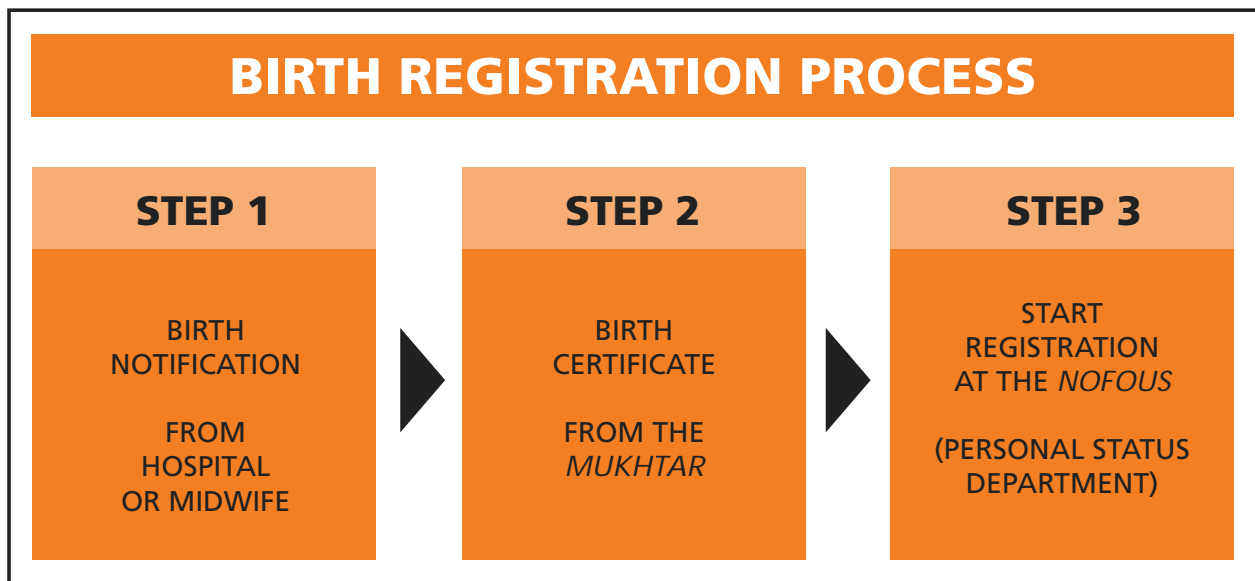 BIRTH REGISTRATION PROCESS
STEP 1
BIRTH
NOTIFICATION
FROM
HOSPITAL
OR MIDWIFE
STEP 2
BIRTH
CERTIFICATE
FROM THE
MUKHTAR
STEP 3
START
REGISTRATION
AT THE NOFOUS
(PERSONAL STATUS
DEPARTMENT)